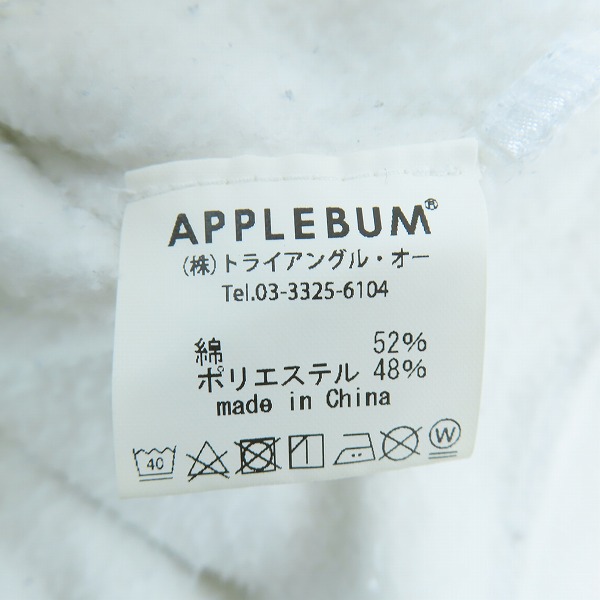 APPLEBUM®
(株)トライアングル・オー
Tel.03-3325-6104
綿 52%
ポリエステル 48%
made in China
40 W